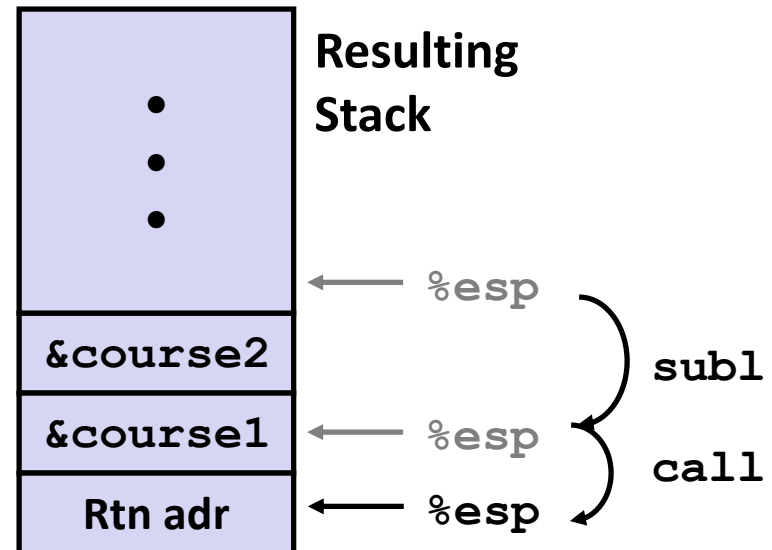 Resulting
Stack
%esp
&course2
subl
&course1
%esp
call
Rtn adr
%esp